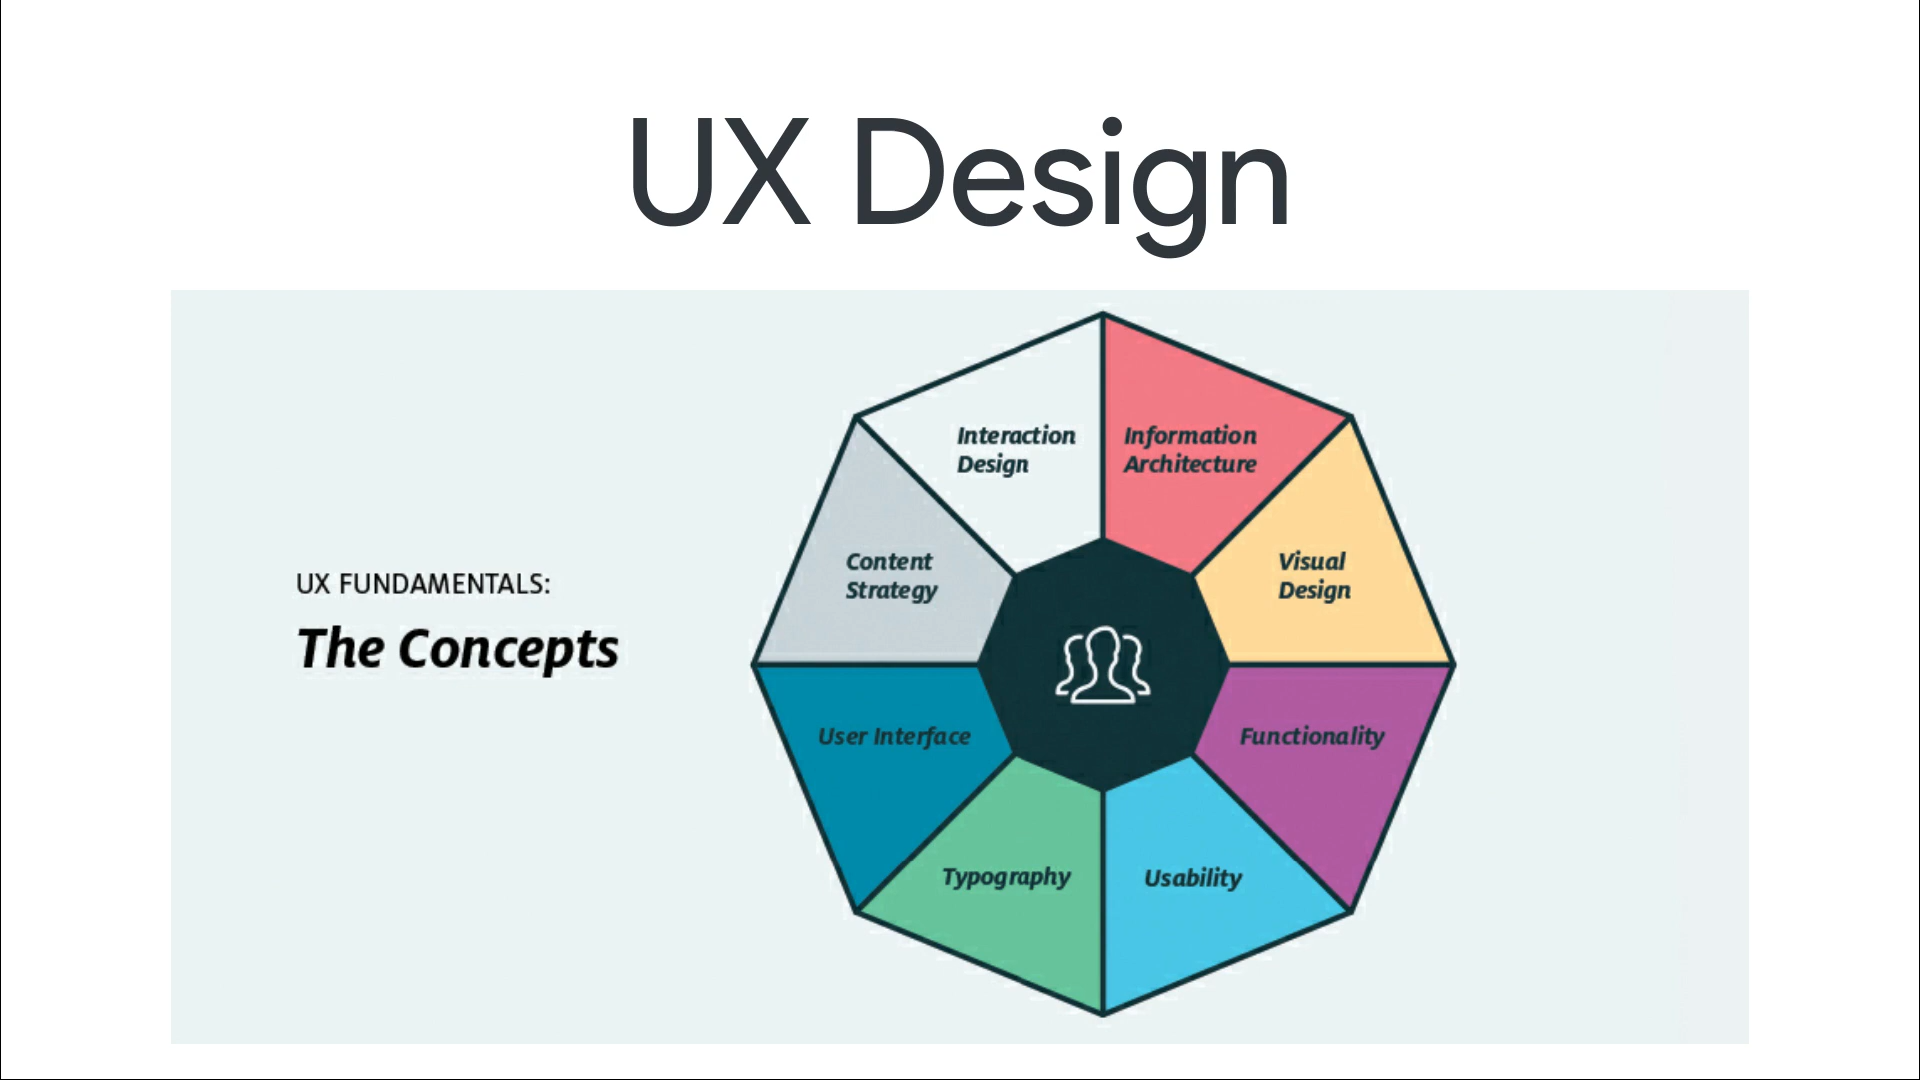 UX Design
UX FUNDAMENTALS:
The Concepts
Interaction
Design
Information
Architecture
Content
Strategy
Visual
Design
User Interface
Functionality
Typography
Usability